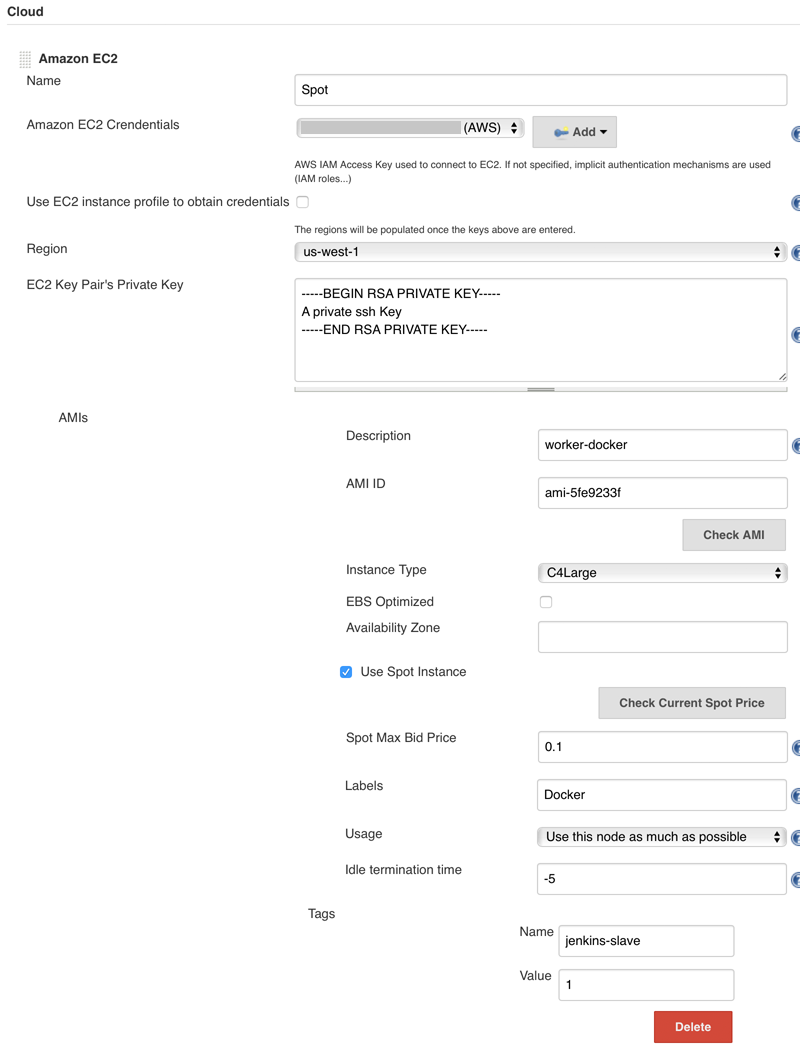 Cloud
Amazon EC2
Name
Spot
Amazon EC2 Crendentials
(AWS)
Add
AWS IAM Access Key used to connect to EC2. If not specified, implicit authentication mechanisms are used
(IAM roles...)
Use EC2 instance profile to obtain credentials
The regions will be populated once the keys above are entered.
Region
us-west-1
EC2 Key Pair's Private Key
-----BEGIN RSA PRIVATE KEY-----
A private ssh Key
-----END RSA PRIVATE KEY-----
AMIs
Description
worker-docker
AMI ID
ami-5fe9233f
Check AMI
Instance Type
C4Large
EBS Optimized
Availability Zone
Use Spot Instance
Check Current Spot Price
Spot Max Bid Price
0.1
Labels
Docker
Usage
Use this node as much as possible
Idle termination time
-5
Tags
Name
jenkins-slave
Value
1
Delete